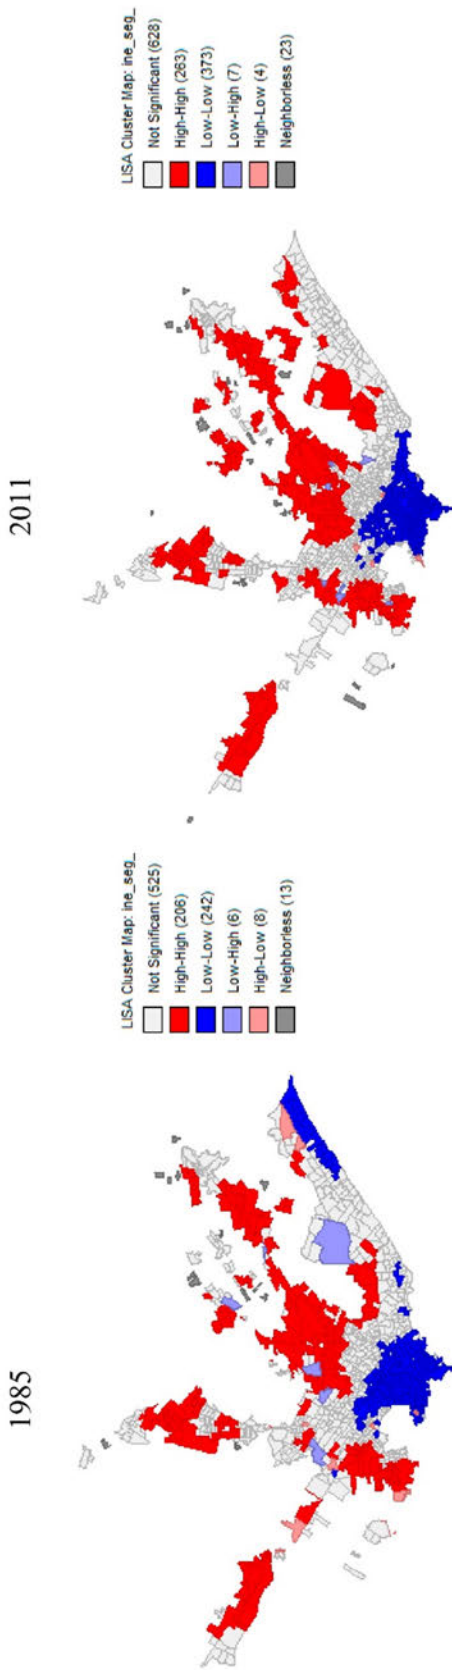 1985
LISA Cluster Map: ine_seg_
Not Significant (525)
High-High (206)
Low-Low (242)
Low-High (6)
High-Low (8)
Neighborless (13)
2011
LISA Cluster Map: ine_seg_
Not Significant (628)
High-High (263)
Low-Low (373)
Low-High (7)
High-Low (4)
Neighborless (23)